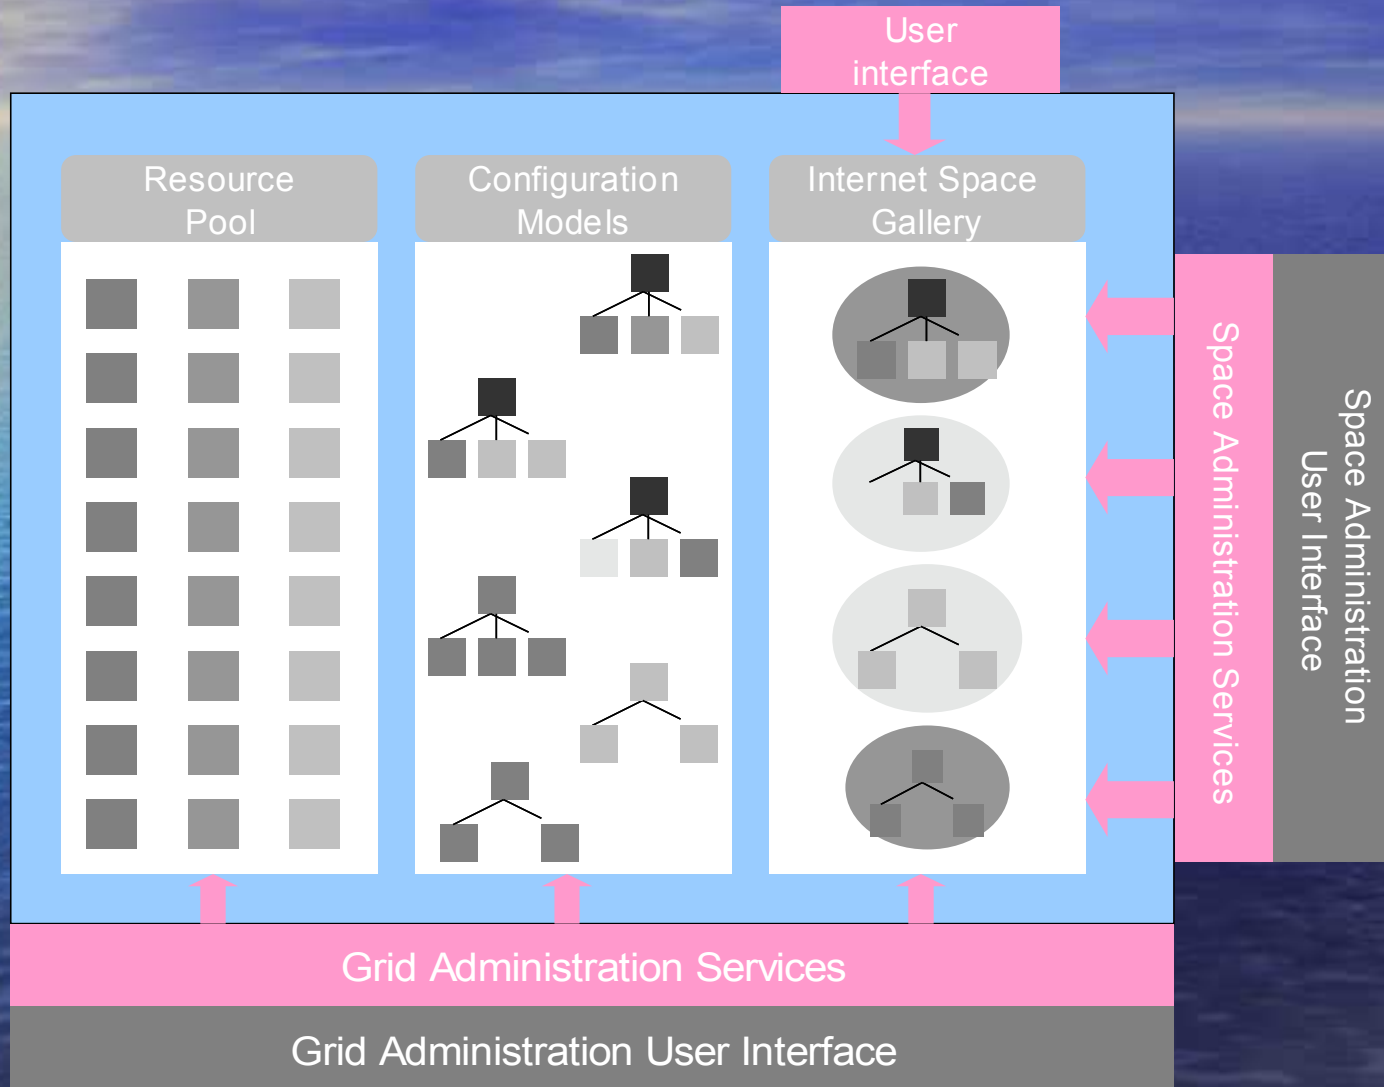 User
interface
Resource
Pool
Configuration
Models
Internet Space
Gallery
Space Administration Services
Space Administration
User Interface
Grid Administration Services
Grid Administration User Interface